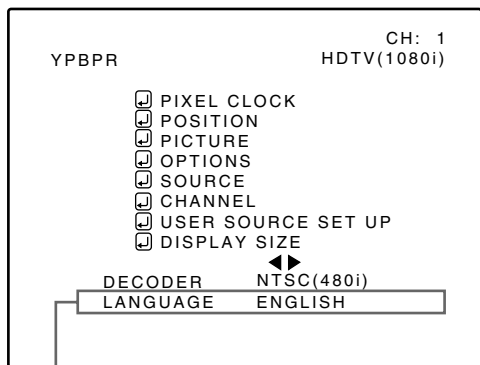 CH: 1
YPBPR HDTV(1080i)
PIXEL CLOCK
POSITION
PICTURE
OPTIONS
SOURCE
CHANNEL
USER SOURCE SET UP
DISPLAY SIZE
DECODER NTSC(480i)
LANGUAGE ENGLISH